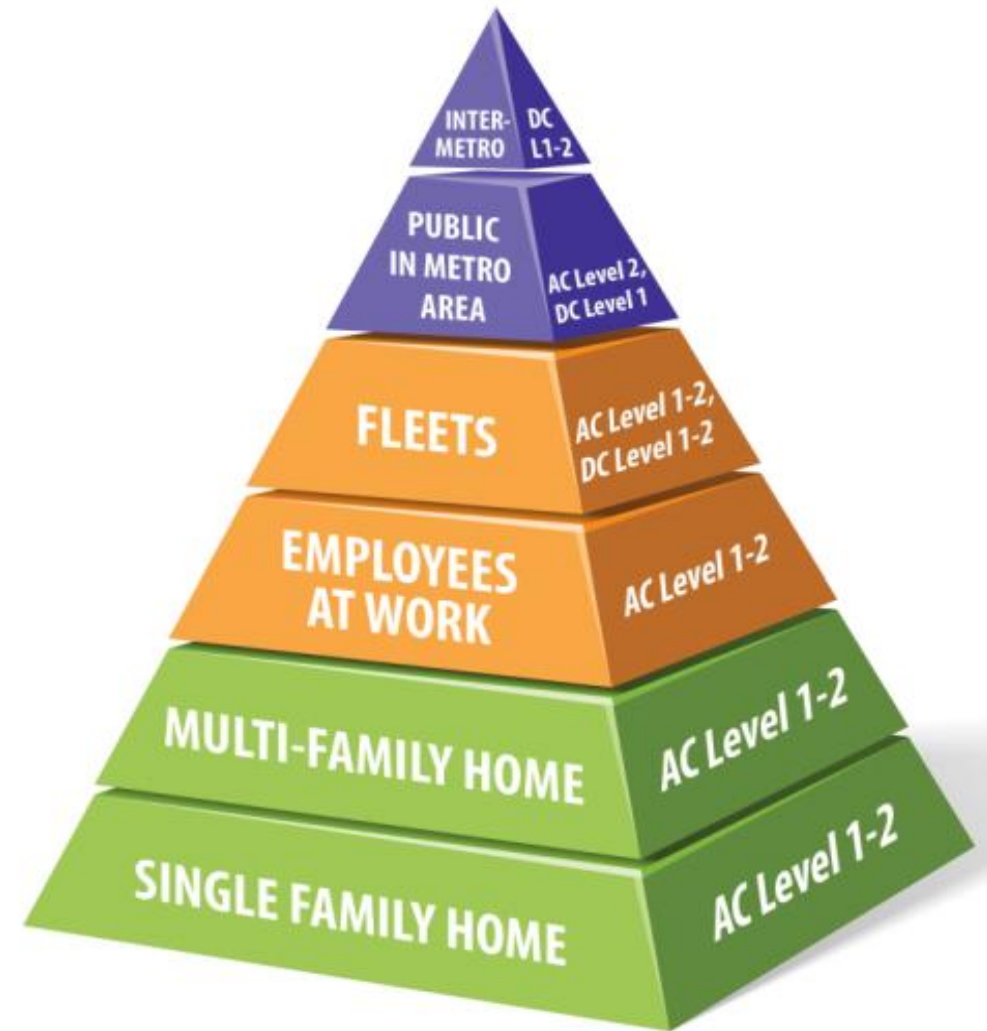 INTER-
METRO
DC
L1-2
PUBLIC
IN METRO
AREA
AC Level 2,
DC Level 1
FLEETS
AC Level 1-2,
DC Level 1-2
EMPLOYEES
AT WORK
AC Level 1-2
MULTI-FAMILY HOME
AC Level 1-2
SINGLE FAMILY HOME
AC Level 1-2